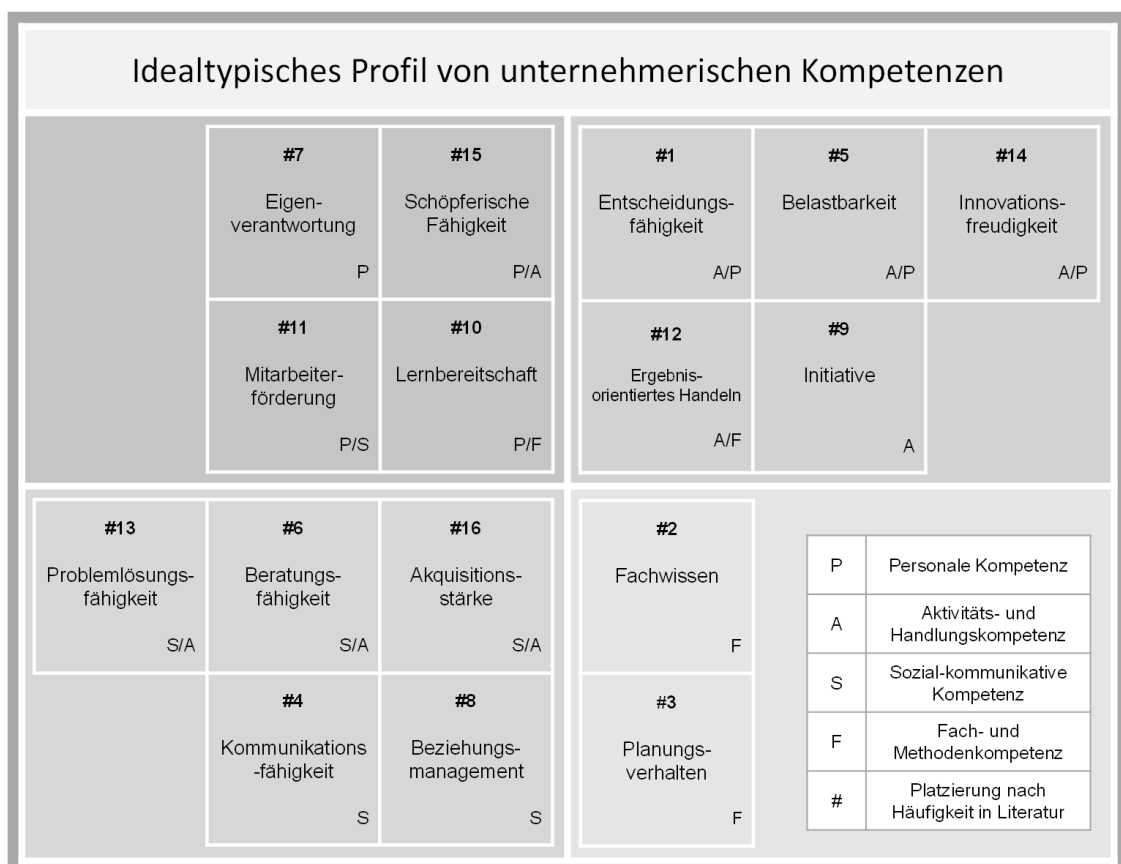 Idealtypisches Profil von unternehmerischen Kompetenzen
#7
Eigen-
verantwortung
P
#15
Schöpferische
Fähigkeit
P/A
#11
Mitarbeiter-
förderung
P/S
#10
Lernbereitschaft
P/F
#1
Entscheidungs-
fähigkeit
A/P
#5
Belastbarkeit
A/P
#14
Innovations-
freudigkeit
A/P
#12
Ergebnis-
orientiertes Handeln
A/F
#9
Initiative
A
#13
Problemlösungs-
fähigkeit
S/A
#6
Beratungs-
fähigkeit
S/A
#16
Akquisitions-
stärke
S/A
#4
Kommunikations
-fähigkeit
S
#8
Beziehungs-
management
S
#2
Fachwissen
F
#3
Planungs-
verhalten
F
P
Personale Kompetenz
A
Aktivitäts- und
Handlungskompetenz
S
Sozial-kommunikative
Kompetenz
F
Fach- und
Methodenkompetenz
#
Platzierung nach
Häufigkeit in Literatur